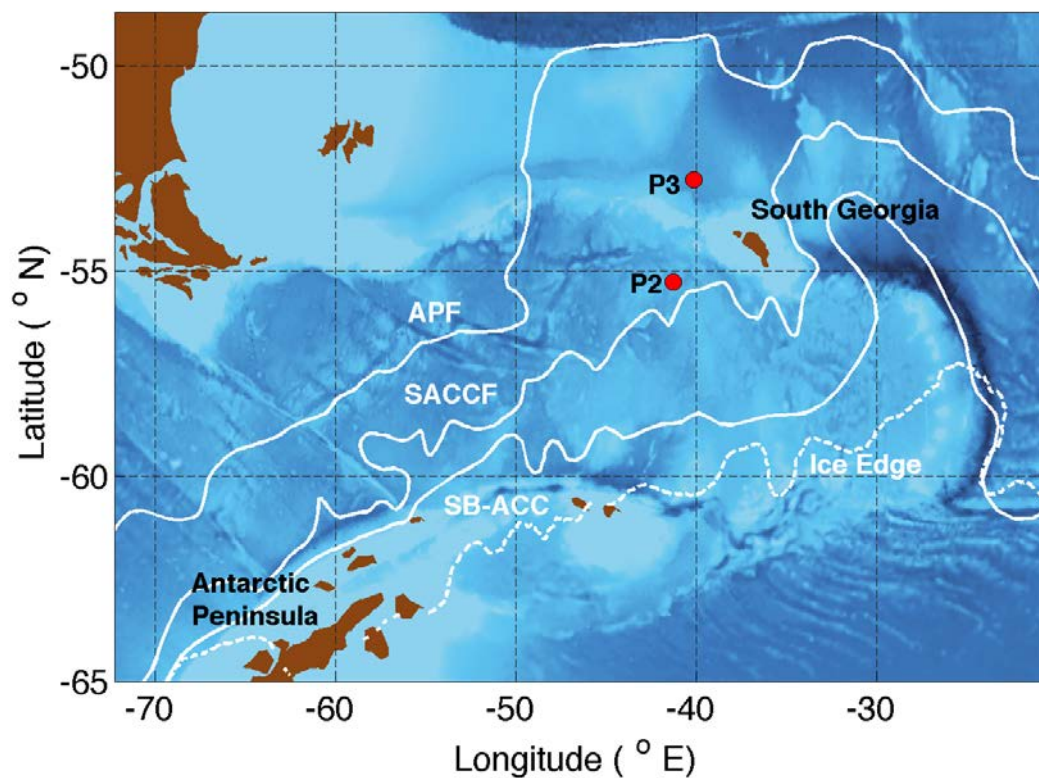 -50
-55
-60
-65
Latitude ( ° N)
P3
South Georgia
P2
APF
SACCF
Ice Edge
SB-ACC
Antarctic
Peninsula
-70
-60
-50
-40
-30
Longitude ( ° E)